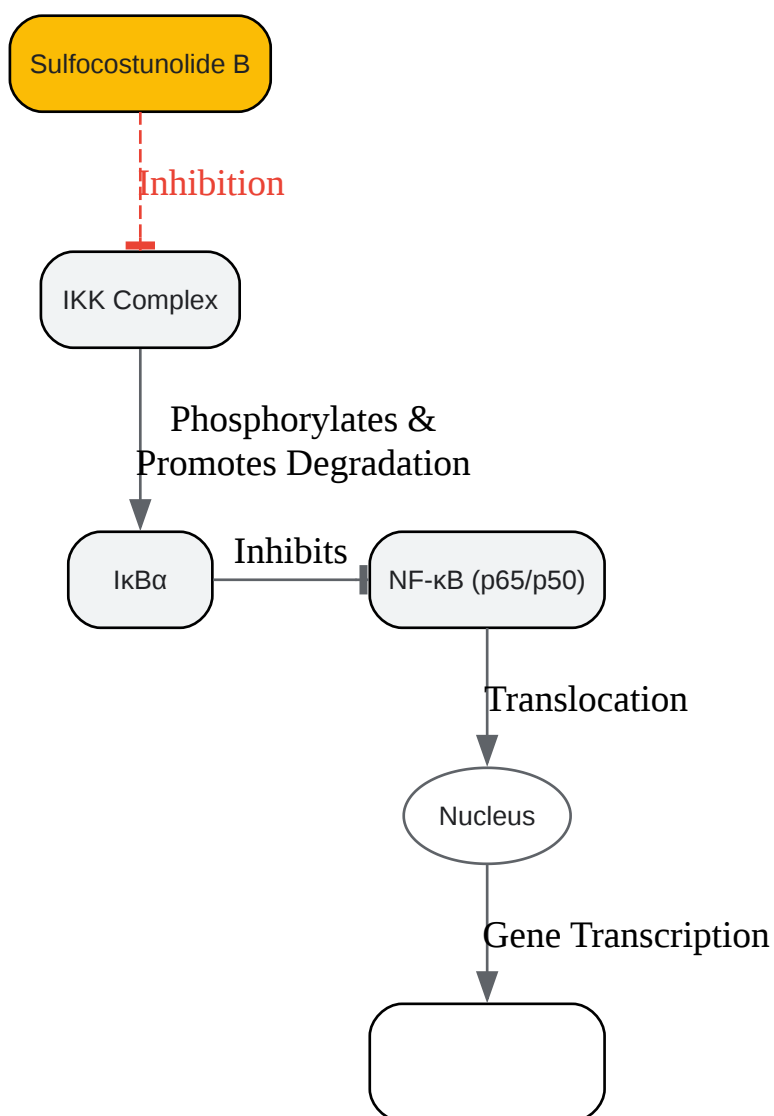 Sulfocostunolide B
Inhibition
IKK Complex
Phosphorylates &
Promotes Degradation
IκBα
Inhibits
NF-κB (p65/p50)
Translocation
Nucleus
Gene Transcription